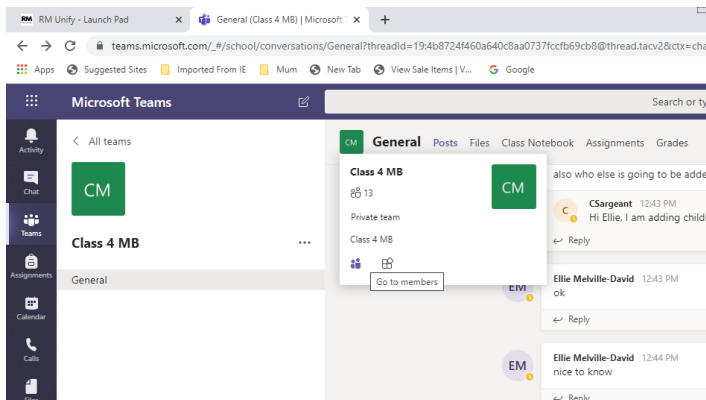 RM RM Unify - Launch Pad
General (Class 4 MB) | Microsoft T
teams.microsoft.com/_#/school/conversations/General?threadId=19:4b8724f460a640c8aa0737fccfb69cb8@thread.tacv2&ctx=cha
Apps Suggested Sites Imported From IE Mum New Tab View Sale Items | V... G Google
Microsoft Teams
Search or ty
Activity
Chat
Teams
Assignments
Calendar
Calls
Files
All teams
CM
Class 4 MB
...
General
CM General Posts Files Class Notebook Assignments Grades
Class 4 MB
13
Private team
Class 4 MB
CM
Go to members
also who else is going to be adde
C CSargeant 12:43 PM
Hi Ellie, I am adding child
Reply
EM Ellie Melville-David 12:43 PM
ok
Reply
EM Ellie Melville-David 12:44 PM
nice to know
Reply